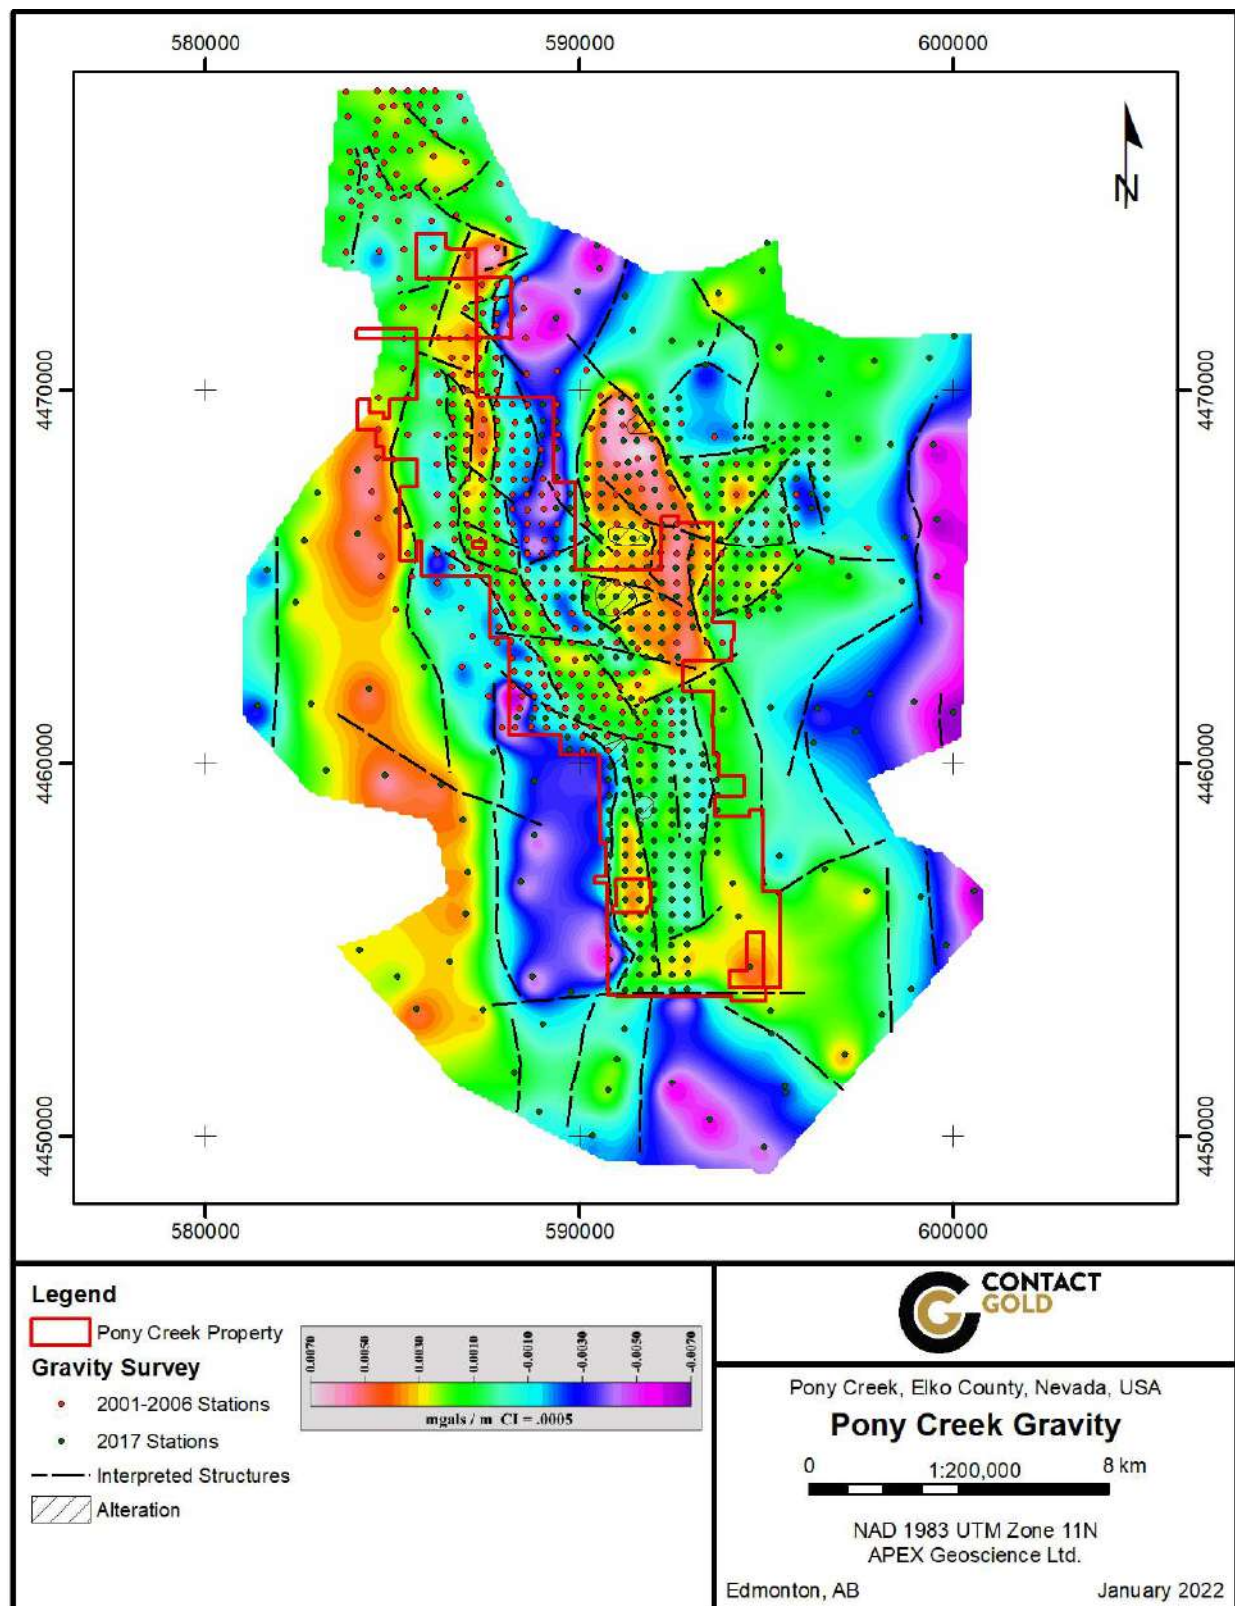 580000 590000 600000
N
4470000 4470000
4460000 4460000
4450000 4450000
580000 590000 600000
Legend
Pony Creek Property
Gravity Survey
2001-2006 Stations
2017 Stations
Interpreted Structures
Alteration
0.0070 0.0050 0.0030 0.0010 -0.0010 -0.0030 -0.0050 -0.0070
mgals / m CI = .0005
CONTACT
GOLD
Pony Creek, Elko County, Nevada, USA
Pony Creek Gravity
0 1:200,000 8 km
NAD 1983 UTM Zone 11N
APEX Geoscience Ltd.
Edmonton, AB January 2022